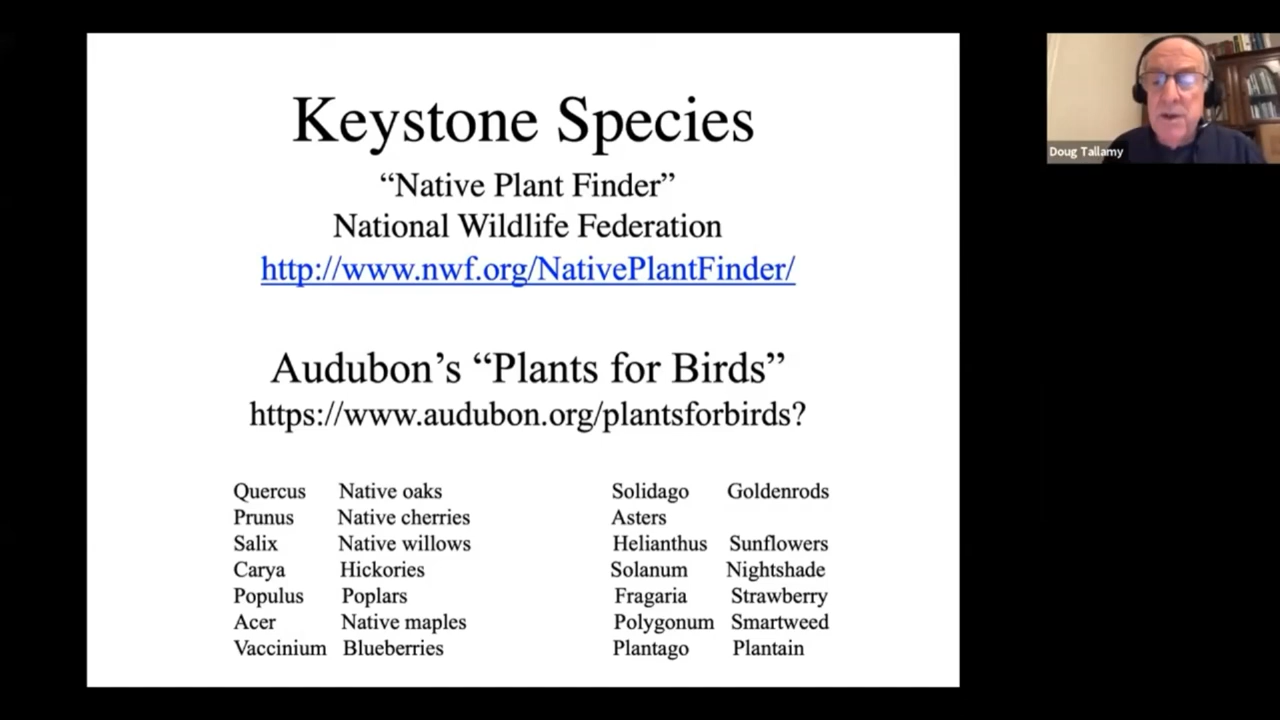 Keystone Species
“Native Plant Finder”
National Wildlife Federation
http://www.nwf.org/NativePlantFinder/
Audubon’s “Plants for Birds”
https://www.audubon.org/plantsforbirds?
Quercus Native oaks
Prunus Native cherries
Salix Native willows
Carya Hickories
Populus Poplars
Acer Native maples
Vaccinium Blueberries
Solidago Goldenrods
Asters
Helianthus Sunflowers
Solanum Nightshade
Fragaria Strawberry
Polygonum Smartweed
Plantago Plantain
Doug Tallamy